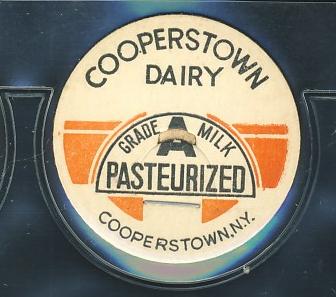 COOPERSTOWN
DAIRY
GRADE A MILK
PASTEURIZED
COOPERSTOWN, N.Y.